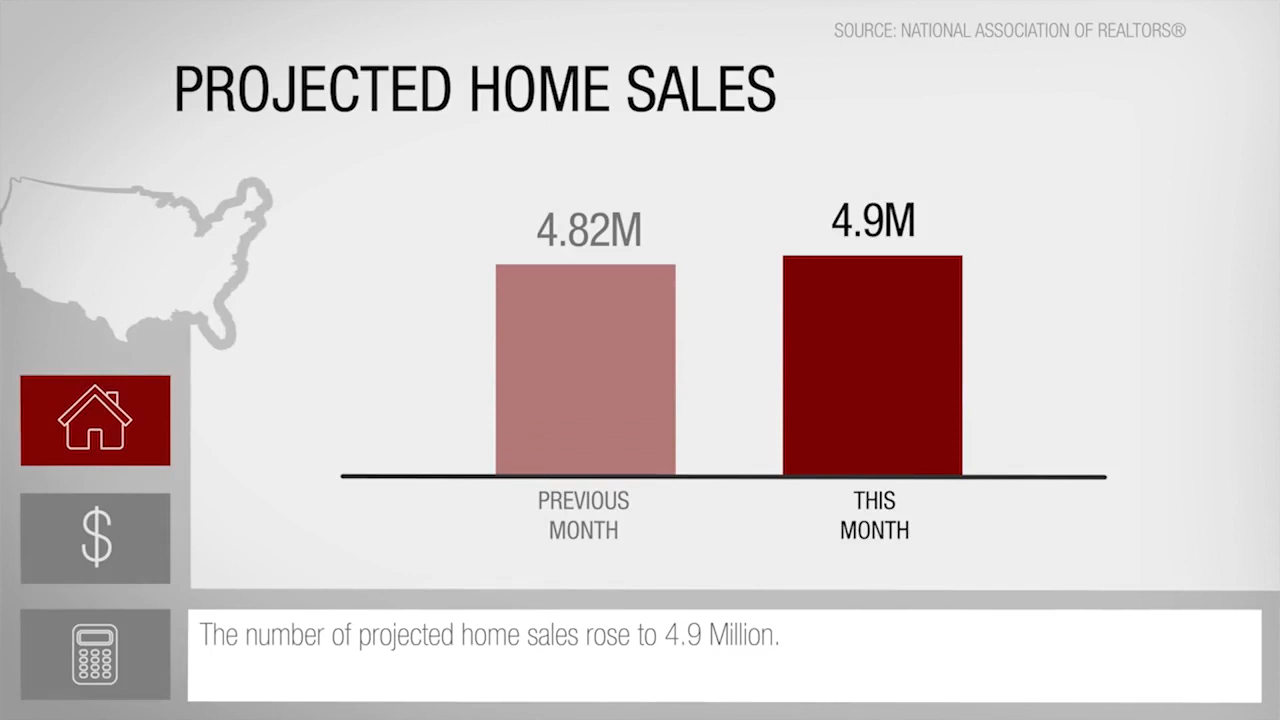 SOURCE: NATIONAL ASSOCIATION OF REALTORS®
PROJECTED HOME SALES
4.82M
4.9M
PREVIOUS
MONTH
THIS
MONTH
$
The number of projected home sales rose to 4.9 Million.